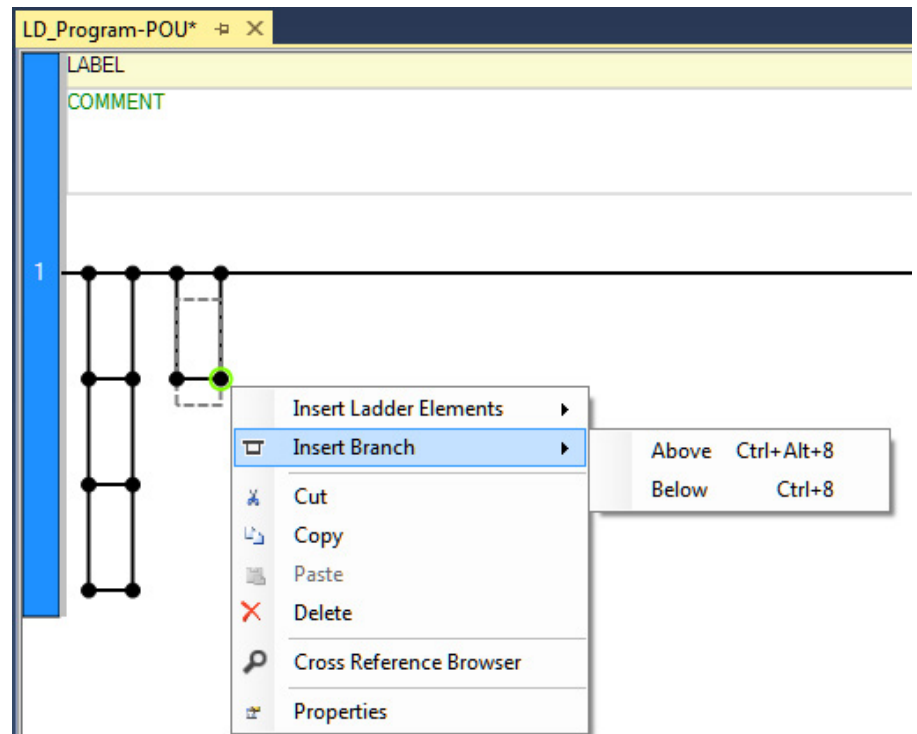 LD_Program-POU*
LABEL
COMMENT
1
Insert Ladder Elements
Insert Branch
Above Ctrl+Alt+8
Below Ctrl+8
Cut
Copy
Paste
Delete
Cross Reference Browser
Properties